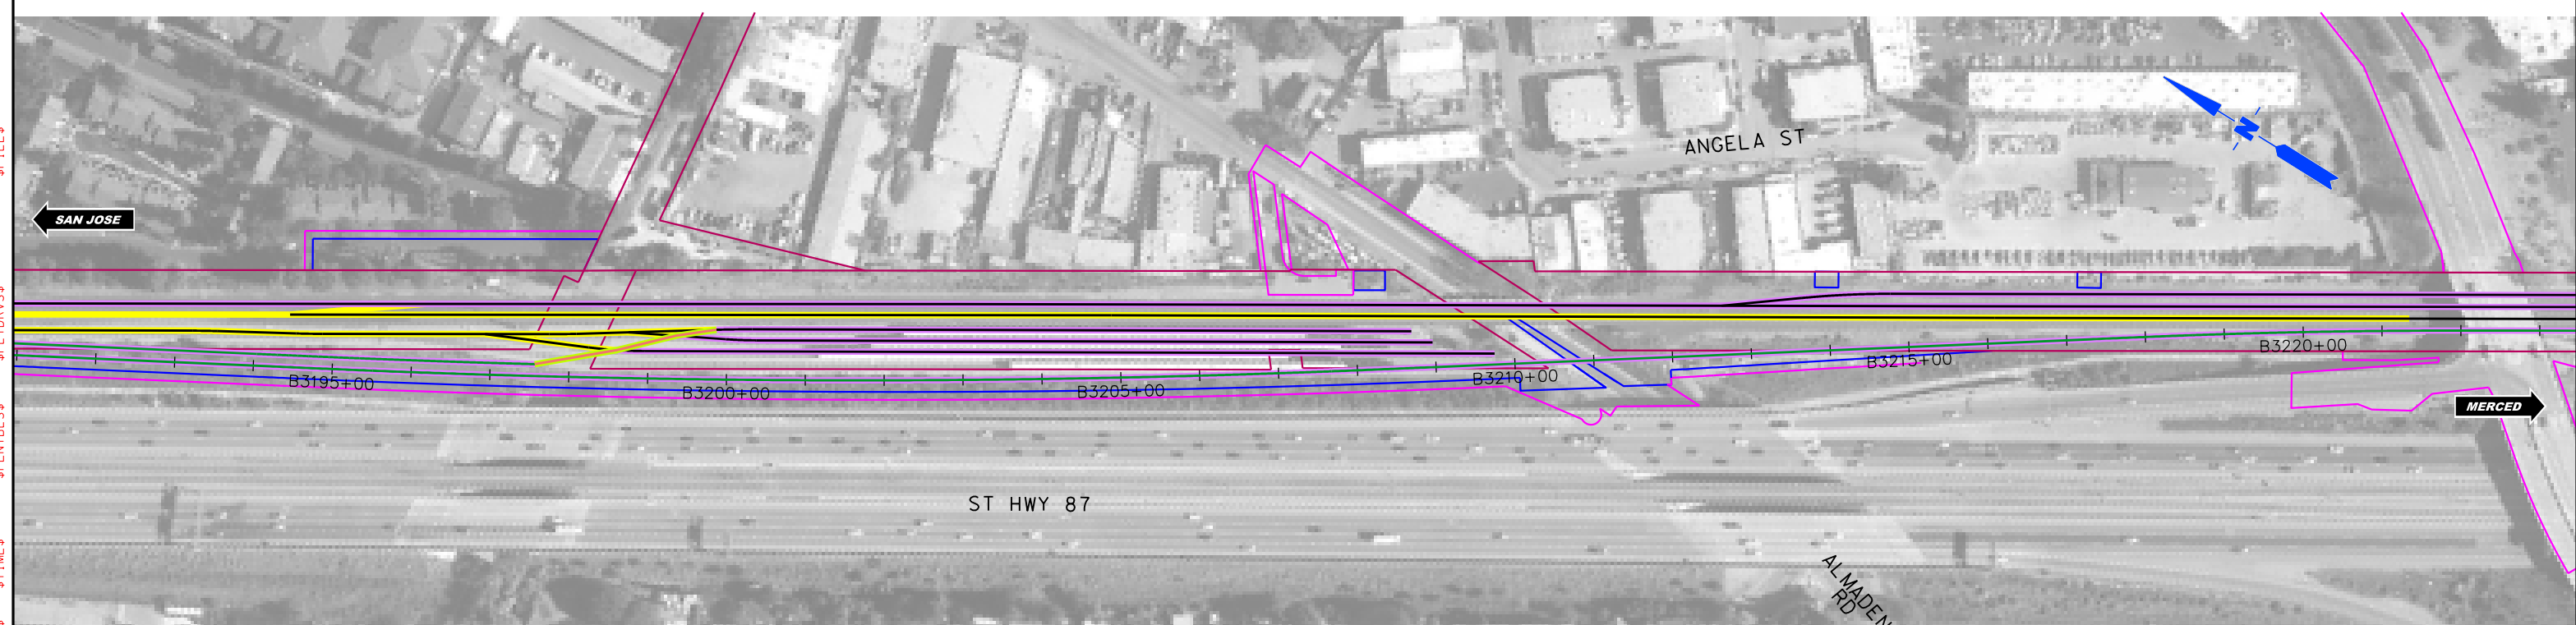 ANGELA ST
N
SAN JOSE
B3195+00
B3200+00
B3205+00
B3210+00
B3215+00
B3220+00
MERCED
ST HWY 87
ALMADEN
RD